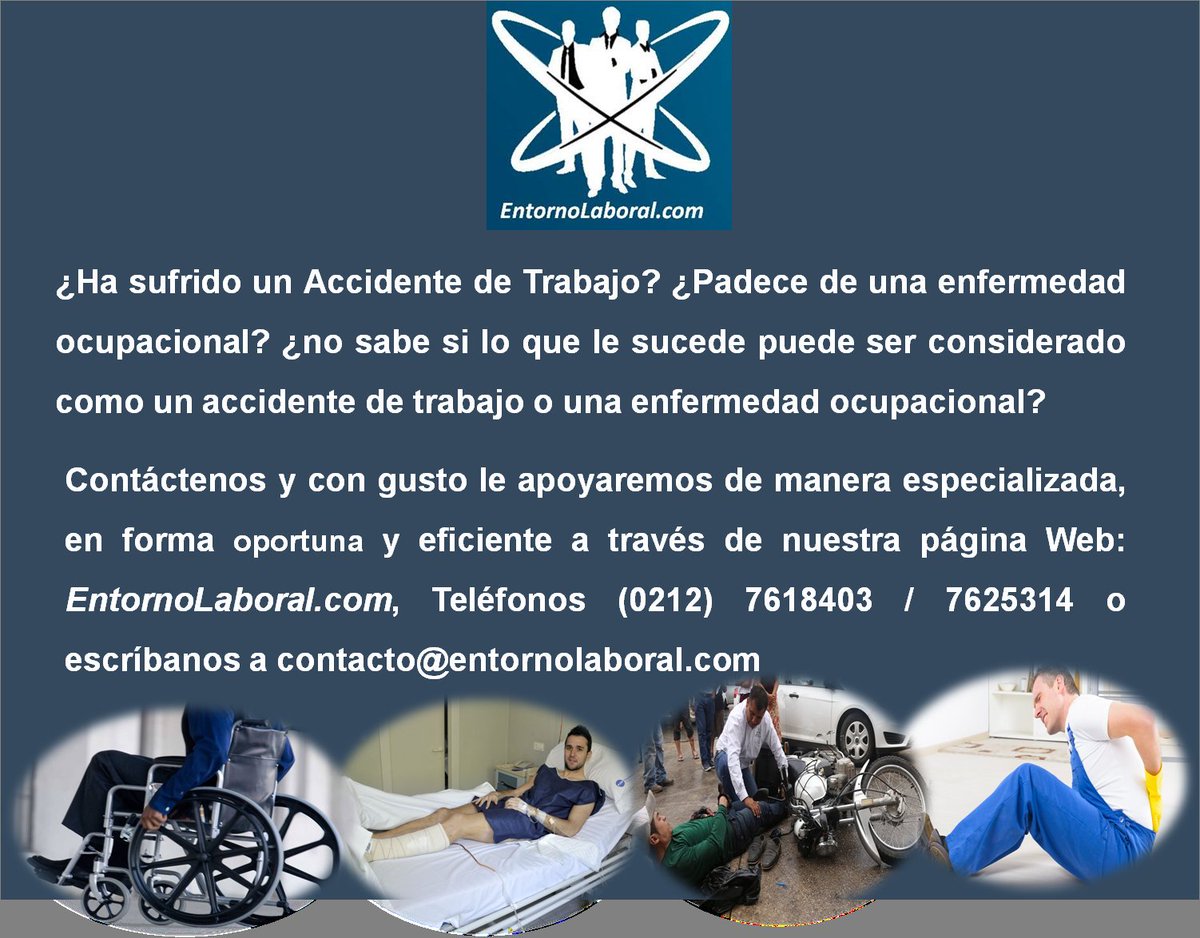 EntornoLaboral.com
¿Ha sufrido un Accidente de Trabajo? ¿Padece de una enfermedad
ocupacional? ¿no sabe si lo que le sucede puede ser considerado
como un accidente de trabajo o una enfermedad ocupacional?
Contáctenos y con gusto le apoyaremos de manera especializada,
en forma oportuna y eficiente a través de nuestra página Web:
EntornoLaboral.com, Teléfonos (0212) 7618403 / 7625314 o
escríbanos a contacto@entornolaboral.com